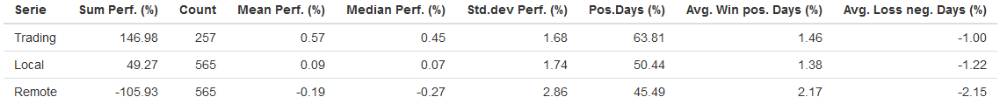 Serie Sum Perf. (%) Count Mean Perf. (%) Median Perf. (%) Std.dev Perf. (%) Pos.Days (%) Avg. Win pos. Days (%) Avg. Loss neg. Days (%)
Trading 146.98 257 0.57 0.45 1.68 63.81 1.46 -1.00
Local 49.27 565 0.09 0.07 1.74 50.44 1.38 -1.22
Remote -105.93 565 -0.19 -0.27 2.86 45.49 2.17 -2.15